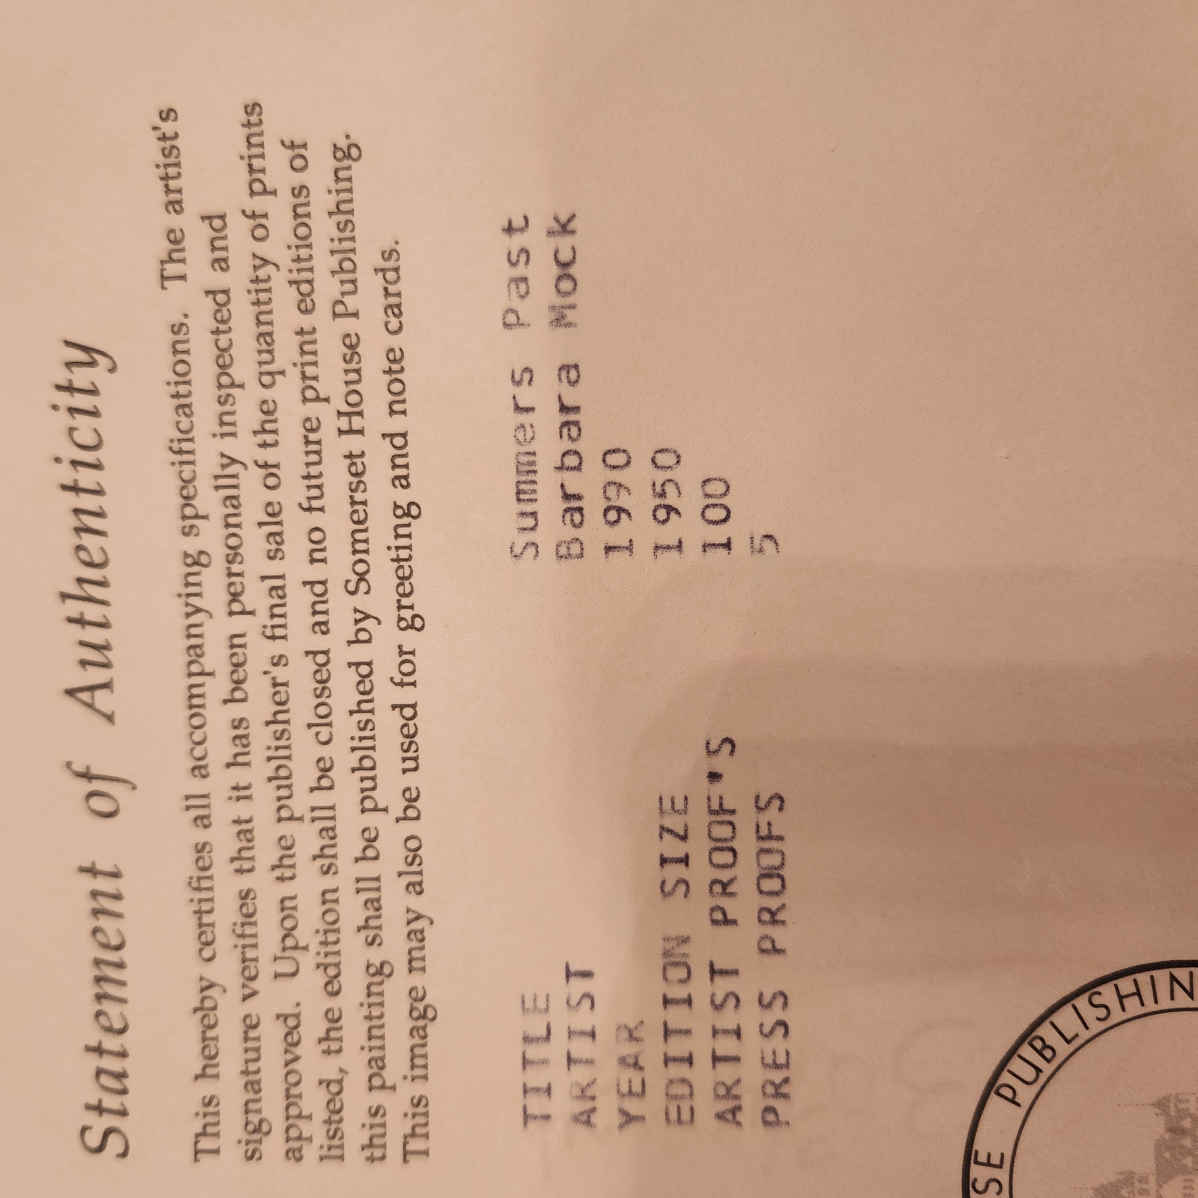 Statement of Authenticity
This hereby certifies all accompanying specifications. The artist's
signature verifies that it has been personally inspected and
approved. Upon the publisher's final sale of the quantity of prints
listed, the edition shall be closed and no future print editions of
this painting shall be published by Somerset House Publishing.
This image may also be used for greeting and note cards.
TITLE Summers Past
ARTIST Barbara Mock
YEAR 1990
EDITION SIZE 1950
ARTIST PROOF'S 100
PRESS PROOFS 5
SE PUBLISHIN